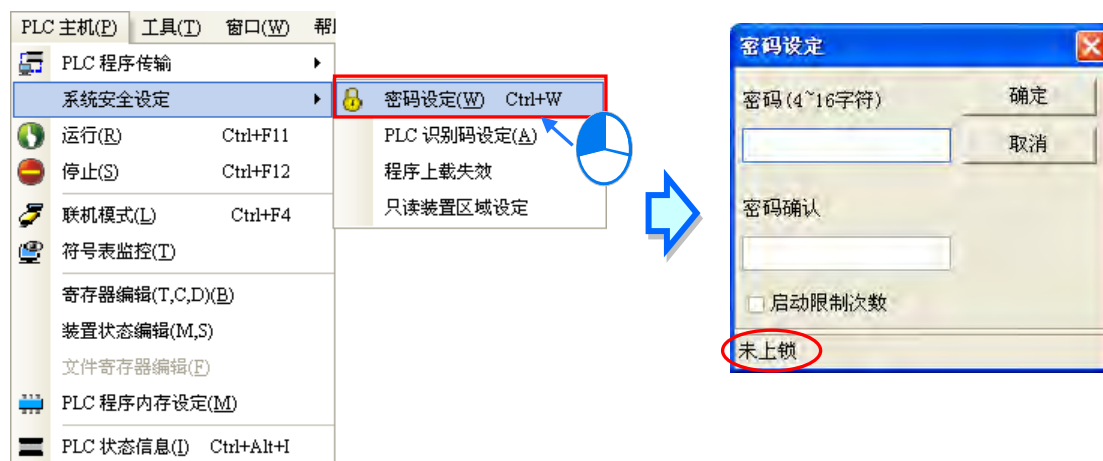 PLC 主机(P) 工具(T) 窗口(W)
PLC 程序传输
系统安全设定
运行(R) Ctrl+F11
停止(S) Ctrl+F12
联机模式(L) Ctrl+F4
符号表监控(T)
寄存器编辑(T,C,D)(B)
装置状态编辑(M,S)
文件寄存器编辑(F)
PLC 程序内存设定(M)
PLC 状态信息(I) Ctrl+Alt+I
密码设定(W) Ctrl+W
PLC 识别码设定(A)
程序上载失效
只读装置区域设定
密码设定
密码(4~16字符) 确定
取消
密码确认
启动限制次数
未上锁